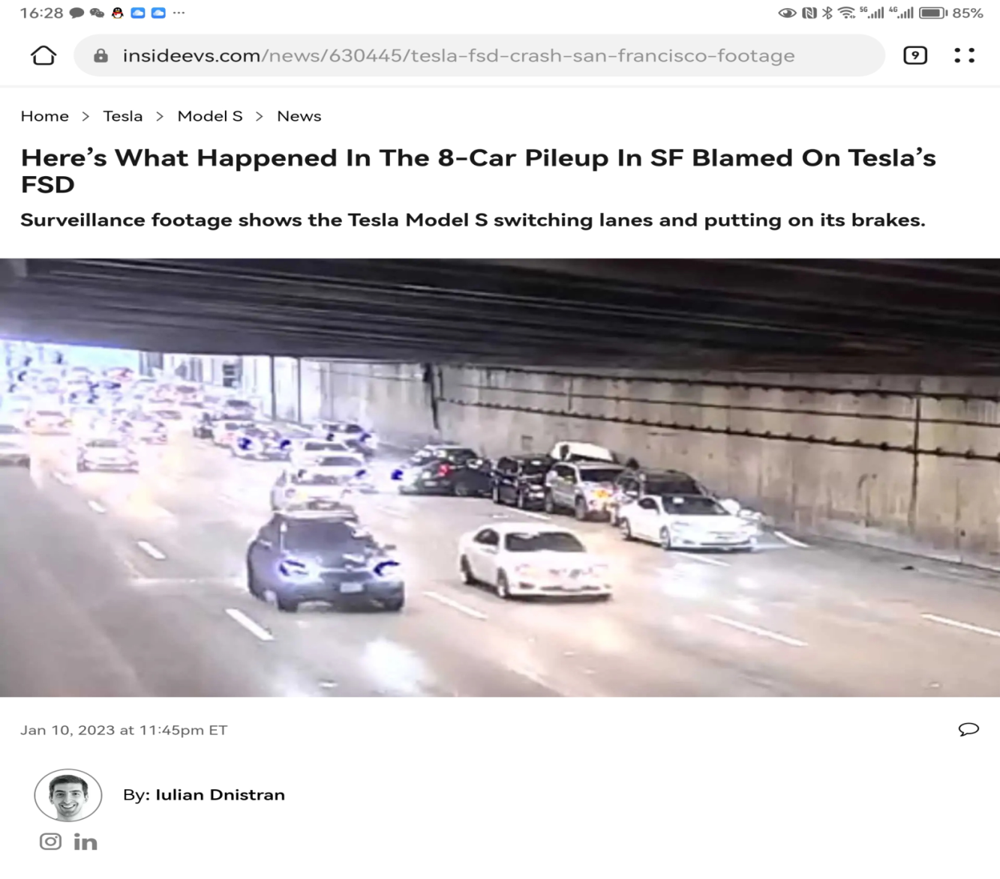 16:28 ... 5G 4G 85%
insideevs.com/news/630445/tesla-fsd-crash-san-francisco-footage 9
Home > Tesla > Model S > News
Here’s What Happened In The 8-Car Pileup In SF Blamed On Tesla’s
FSD
Surveillance footage shows the Tesla Model S switching lanes and putting on its brakes.
Jan 10, 2023 at 11:45pm ET
By: Iulian Dnistran
in